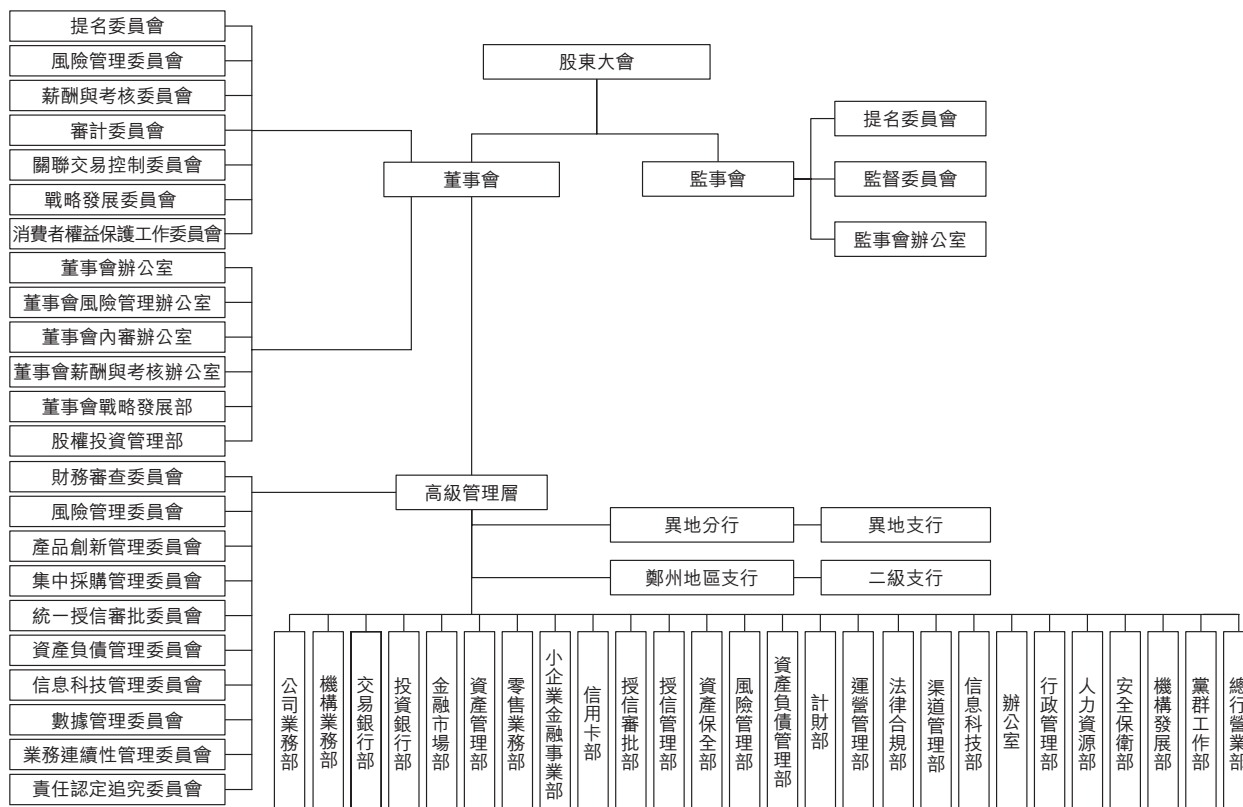 股東大會
董事會
監事會
提名委員會
監督委員會
監事會辦公室
提名委員會
風險管理委員會
薪酬與考核委員會
審計委員會
關聯交易控制委員會
戰略發展委員會
消費者權益保護工作委員會
董事會辦公室
董事會風險管理辦公室
董事會內審辦公室
董事會薪酬與考核辦公室
董事會戰略發展部
股權投資管理部
高級管理層
財務審查委員會
風險管理委員會
產品創新管理委員會
集中採購管理委員會
統一授信審批委員會
資產負債管理委員會
信息科技管理委員會
數據管理委員會
業務連續性管理委員會
責任認定追究委員會
異地分行
異地支行
鄭州地區支行
二級支行
公司業務部
機構業務部
交易銀行部
投資銀行部
金融市場部
資產管理部
零售業務部
小企業金融事業部
信用卡部
授信審批部
授信管理部
資產保全部
風險管理部
資產負債管理部
計財部
運營管理部
法律合規部
渠道管理部
信息科技部
辦公室
行政管理部
人力資源部
安全保衛部
機構發展部
黨群工作部
總行營業部